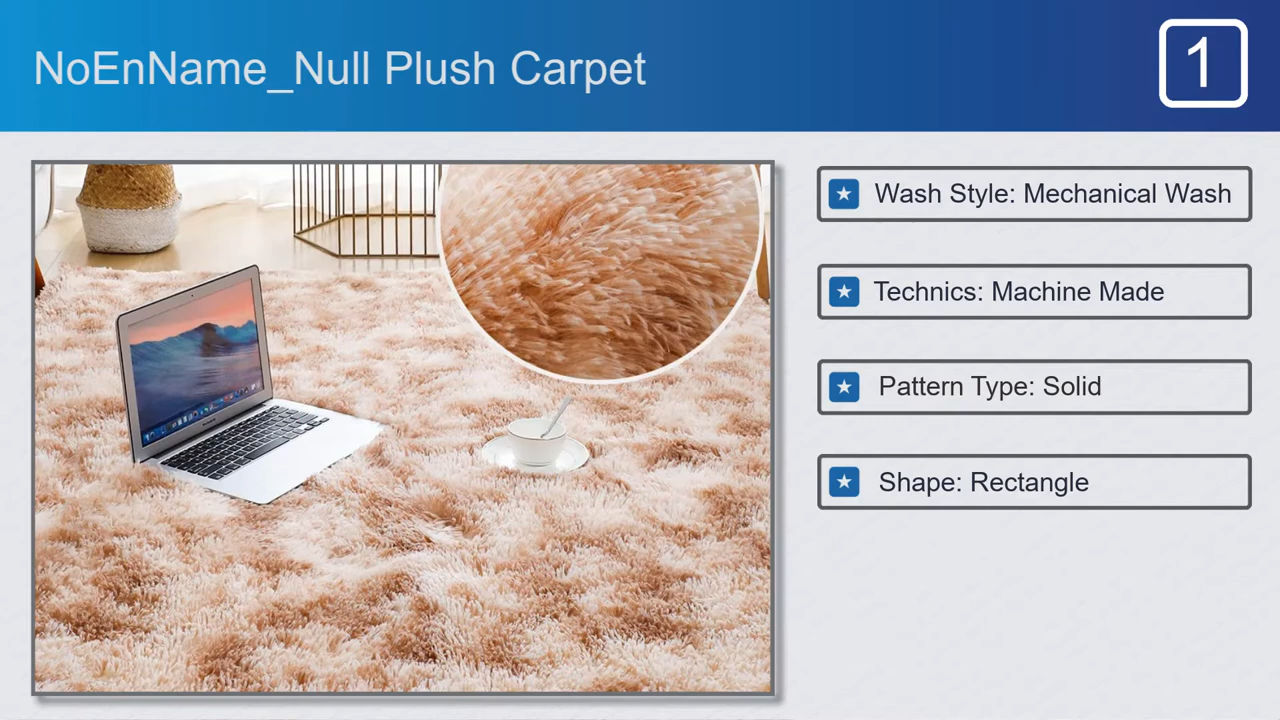 NoEnName_Null Plush Carpet
1
Wash Style: Mechanical Wash
Technics: Machine Made
Pattern Type: Solid
Shape: Rectangle